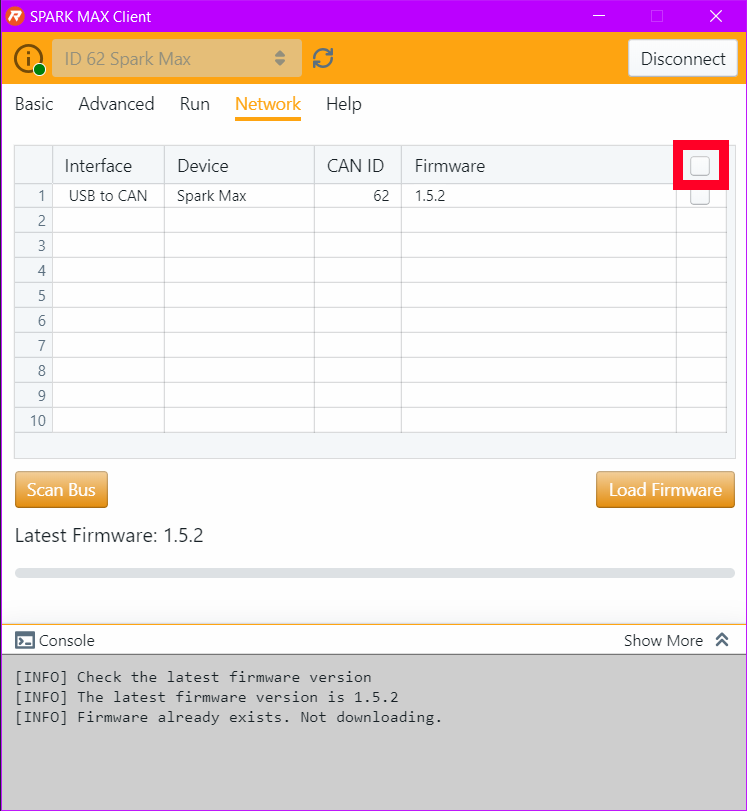 SPARK MAX Client
ID 62 Spark Max
Disconnect
Basic Advanced Run Network Help
Interface Device CAN ID Firmware
1 USB to CAN Spark Max 62 1.5.2
2
3
4
5
6
7
8
9
10
Scan Bus Load Firmware
Latest Firmware: 1.5.2
Console Show More
[INFO] Check the latest firmware version
[INFO] The latest firmware version is 1.5.2
[INFO] Firmware already exists. Not downloading.